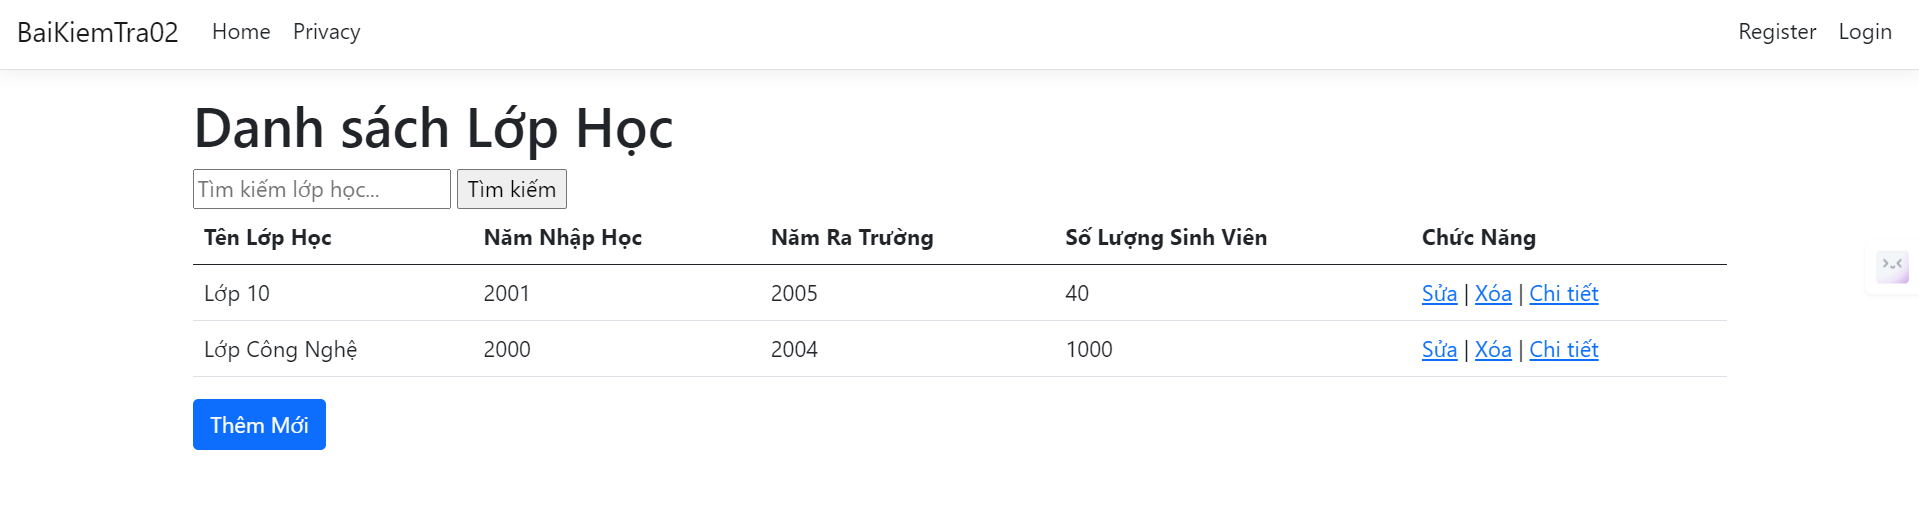 BaiKiemTra02 Home Privacy Register Login
Danh sách Lớp Học
Tìm kiếm lớp học... Tìm kiếm
Tên Lớp Học Năm Nhập Học Năm Ra Trường Số Lượng Sinh Viên Chức Năng
Lớp 10 2001 2005 40 Sửa | Xóa | Chi tiết
Lớp Công Nghệ 2000 2004 1000 Sửa | Xóa | Chi tiết
Thêm Mới